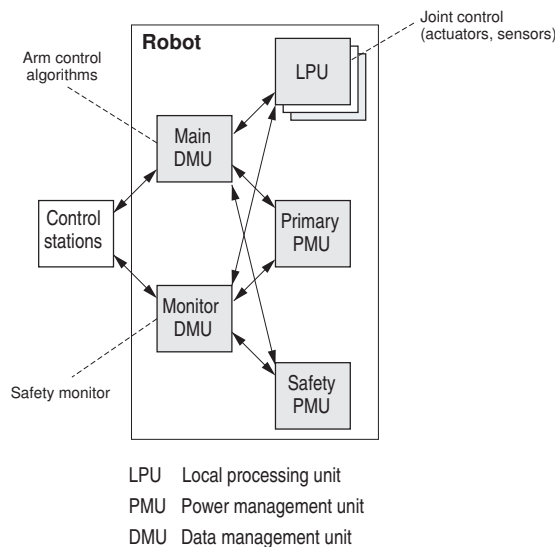 Joint control
(actuators, sensors)
Robot
Arm control
algorithms
LPU
Main
DMU
Control
stations
Primary
PMU
Monitor
DMU
Safety
PMU
Safety monitor
LPU Local processing unit
PMU Power management unit
DMU Data management unit